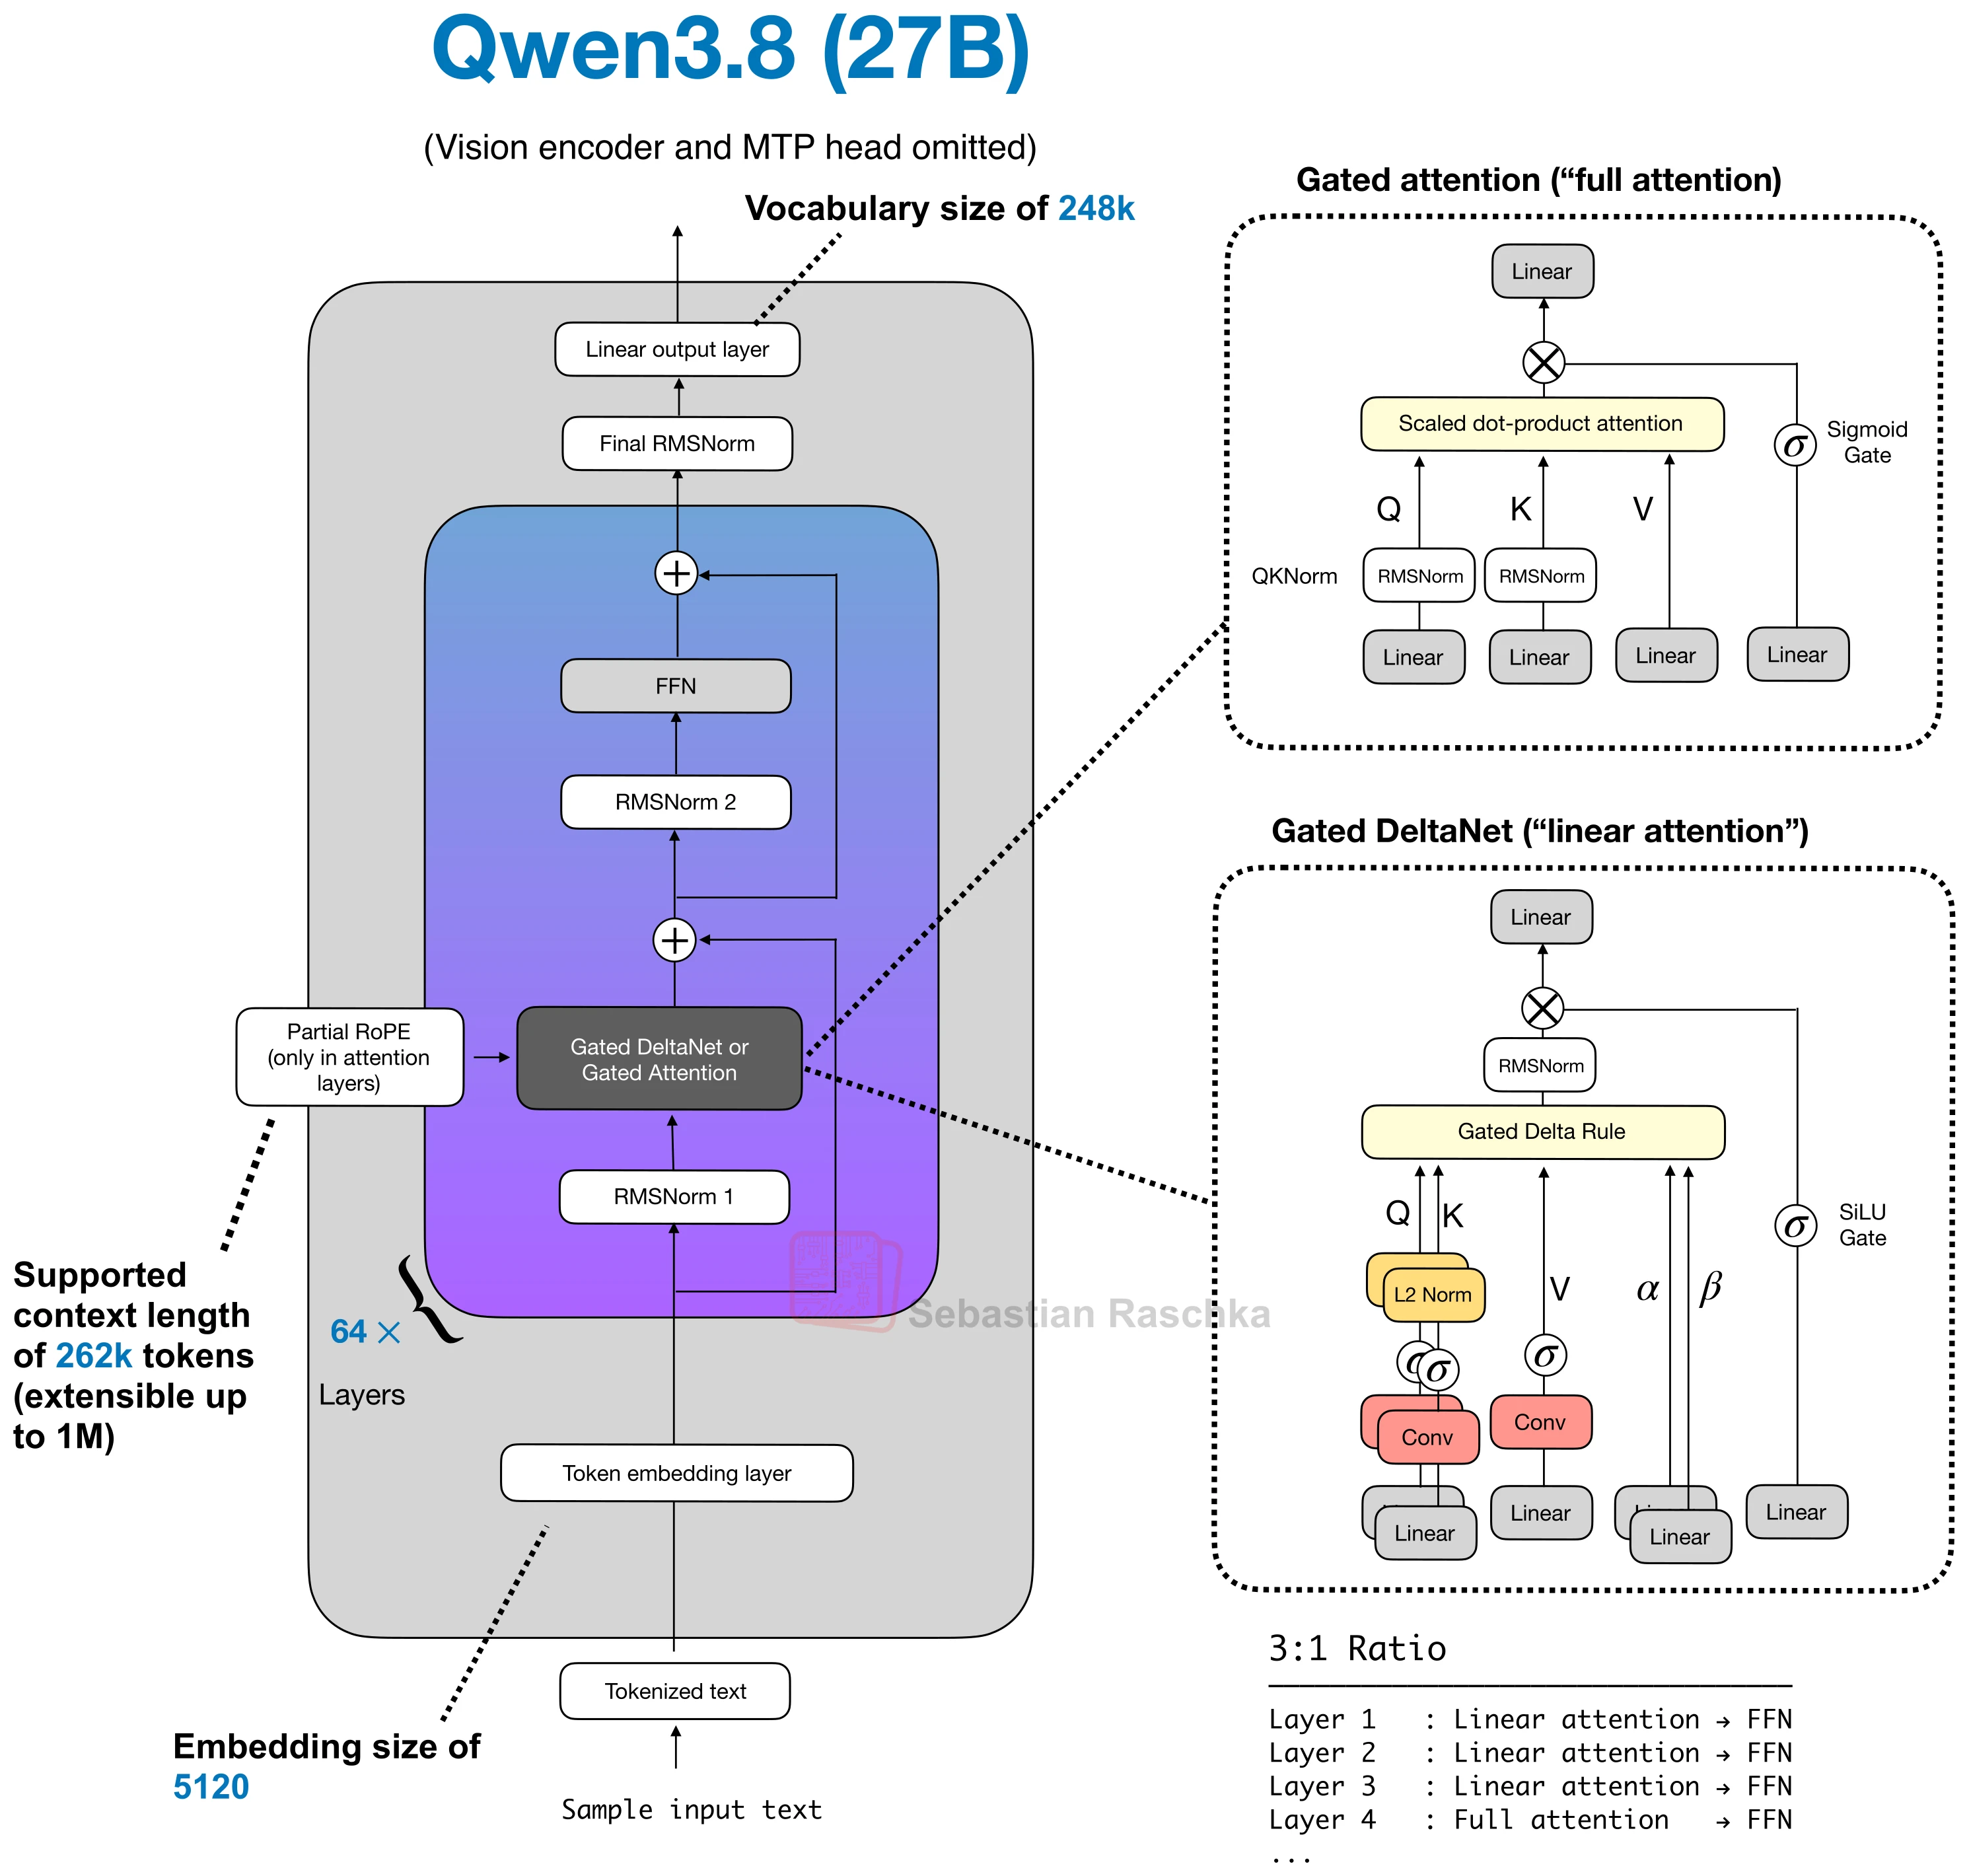 Qwen3.8 (27B)
(Vision encoder and MTP head omitted)
Vocabulary size of 248k
Linear output layer
Final RMSNorm
FFN
RMSNorm 2
Partial RoPE
(only in attention
layers)
Gated DeltaNet or
Gated Attention
RMSNorm 1
Supported
context length
of 262k tokens
(extensible up
to 1M)
64 ×
{
Layers
Token embedding layer
Tokenized text
Embedding size of
5120
Sample input text
Sebastian Raschka
Gated attention (“full attention)
Linear
Scaled dot-product attention
σ
Sigmoid
Gate
Q
K
V
QKNorm
RMSNorm
RMSNorm
Linear
Linear
Linear
Linear
Gated DeltaNet (“linear attention”)
Linear
RMSNorm
Gated Delta Rule
Q
K
σ
SiLU
Gate
L2 Norm
V
α
β
σ
σ
σ
Conv
Conv
Linear
Linear
Linear
Linear
3:1 Ratio
Layer 1 : Linear attention → FFN
Layer 2 : Linear attention → FFN
Layer 3 : Linear attention → FFN
Layer 4 : Full attention → FFN
...